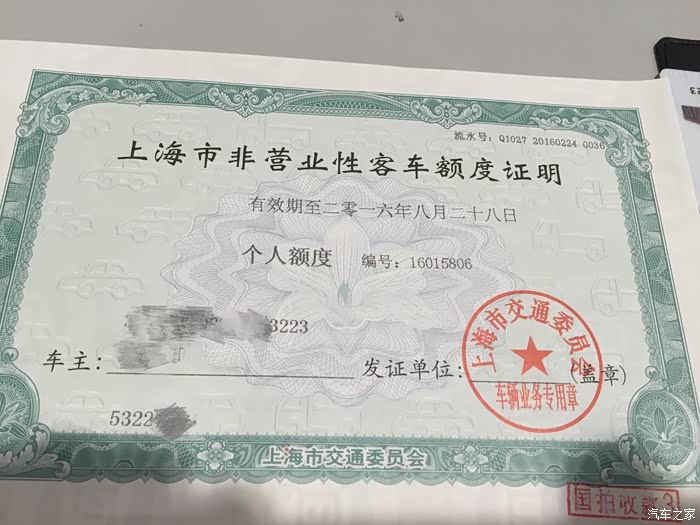 流水号: Q1027 20160224 0036
上海市非营业性客车额度证明
有效期至二零一六年八月二十八日
个人额度 编号: 16015806
3223
车主: 发证单位: (盖章)
上海市交通委员会
车辆业务专用章
5322
上海市交通委员会
国拍收款3
汽车之家